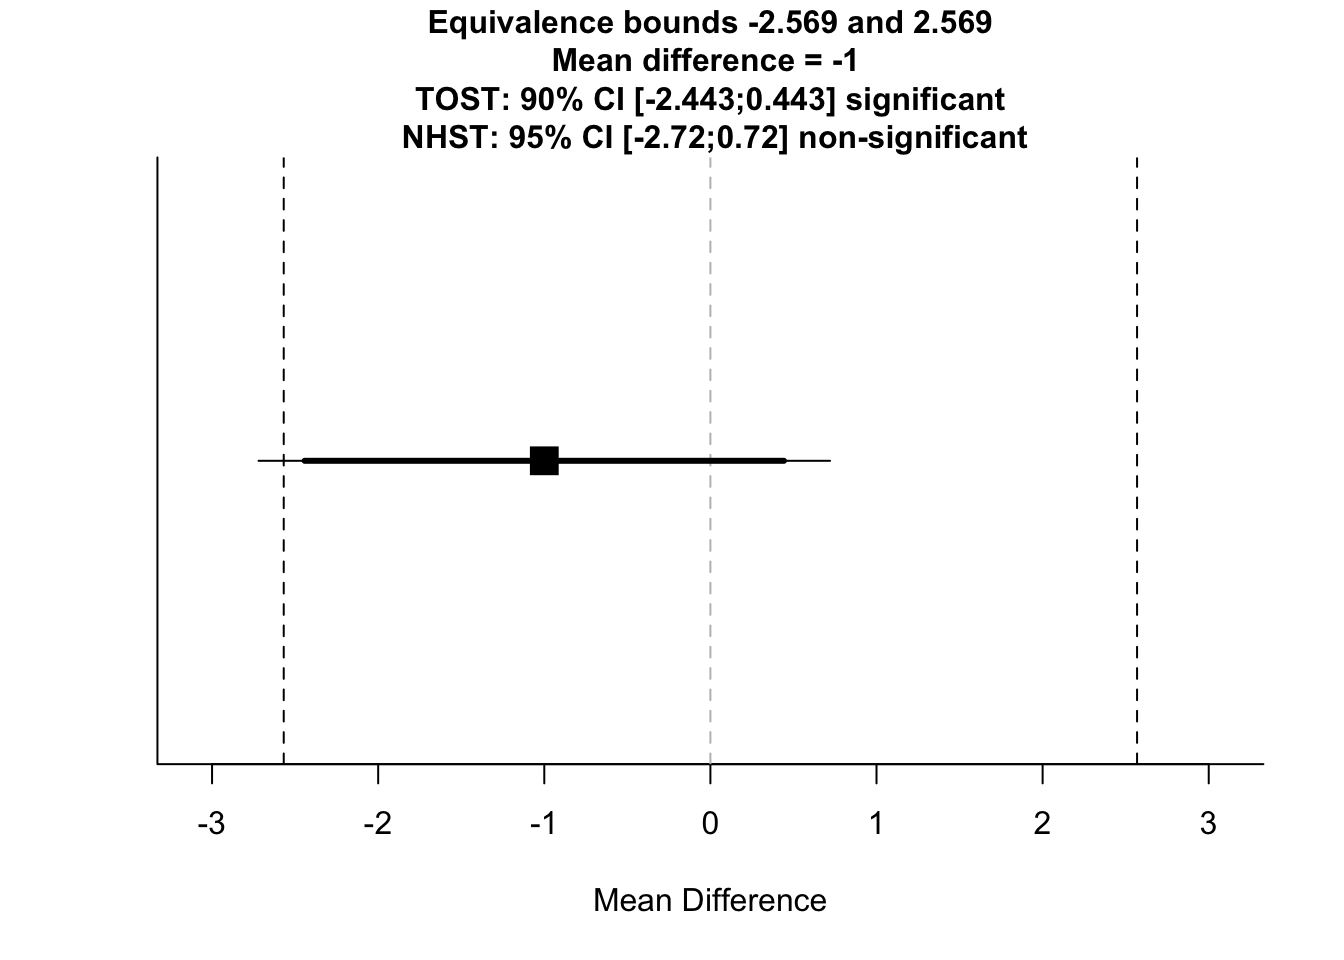 Equivalence bounds -2.569 and 2.569
Mean difference = -1
TOST: 90% CI [-2.443;0.443] significant
NHST: 95% CI [-2.72;0.72] non-significant
-3 -2 -1 0 1 2 3
Mean Difference